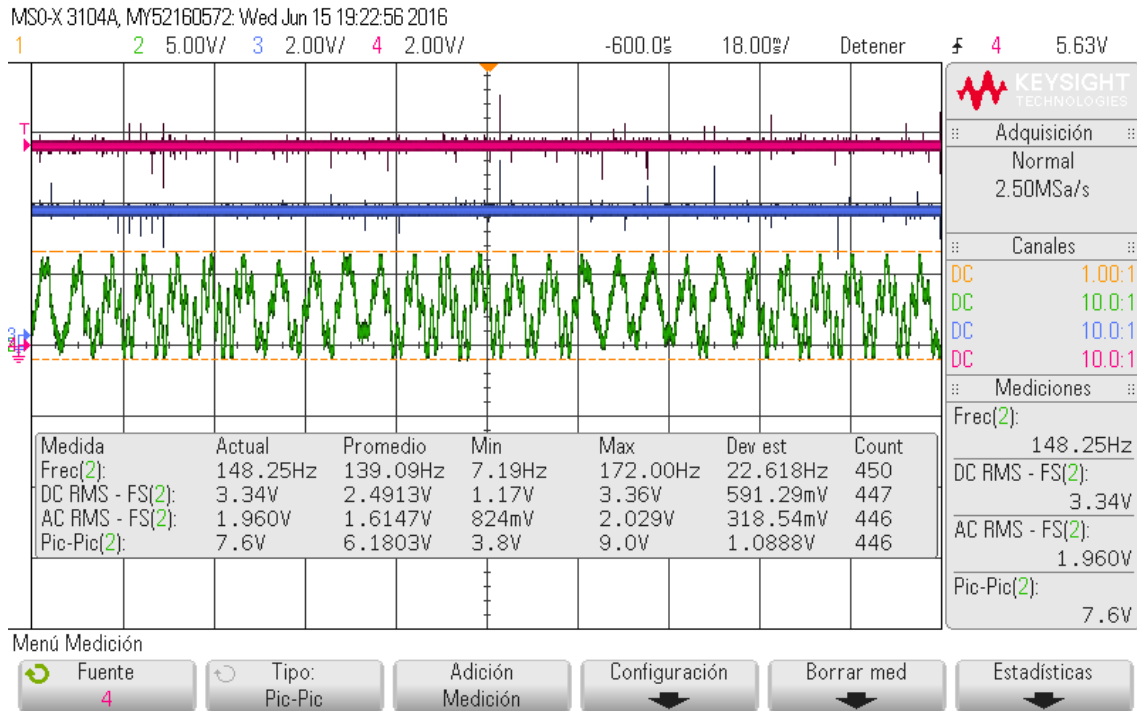 MSO-X 3104A, MY52160572: Wed Jun 15 19:22:56 2016
1 2 5.00V/ 3 2.00V/ 4 2.00V/ -600.0µs 18.00ms/ Detener 4 5.63V
KEYSIGHT
TECHNOLOGIES
Adquisición
Normal
2.50MSa/s
Canales
DC 1.00:1
DC 10.0:1
DC 10.0:1
DC 10.0:1
Mediciones
Frec(2):
148.25Hz
DC RMS - FS(2):
3.34V
AC RMS - FS(2):
1.960V
Pic-Pic(2):
7.6V
T
3
Medida Actual Promedio Min Max Dev est Count
Frec(2): 148.25Hz 139.09Hz 7.19Hz 172.00Hz 22.618Hz 450
DC RMS - FS(2): 3.34V 2.4913V 1.17V 3.36V 591.29mV 447
AC RMS - FS(2): 1.960V 1.6147V 824mV 2.029V 318.54mV 446
Pic-Pic(2): 7.6V 6.1803V 3.8V 9.0V 1.0888V 446
Menú Medición
Fuente
4
Tipo:
Pic-Pic
Adición
Medición
Configuración
Borrar med
Estadísticas